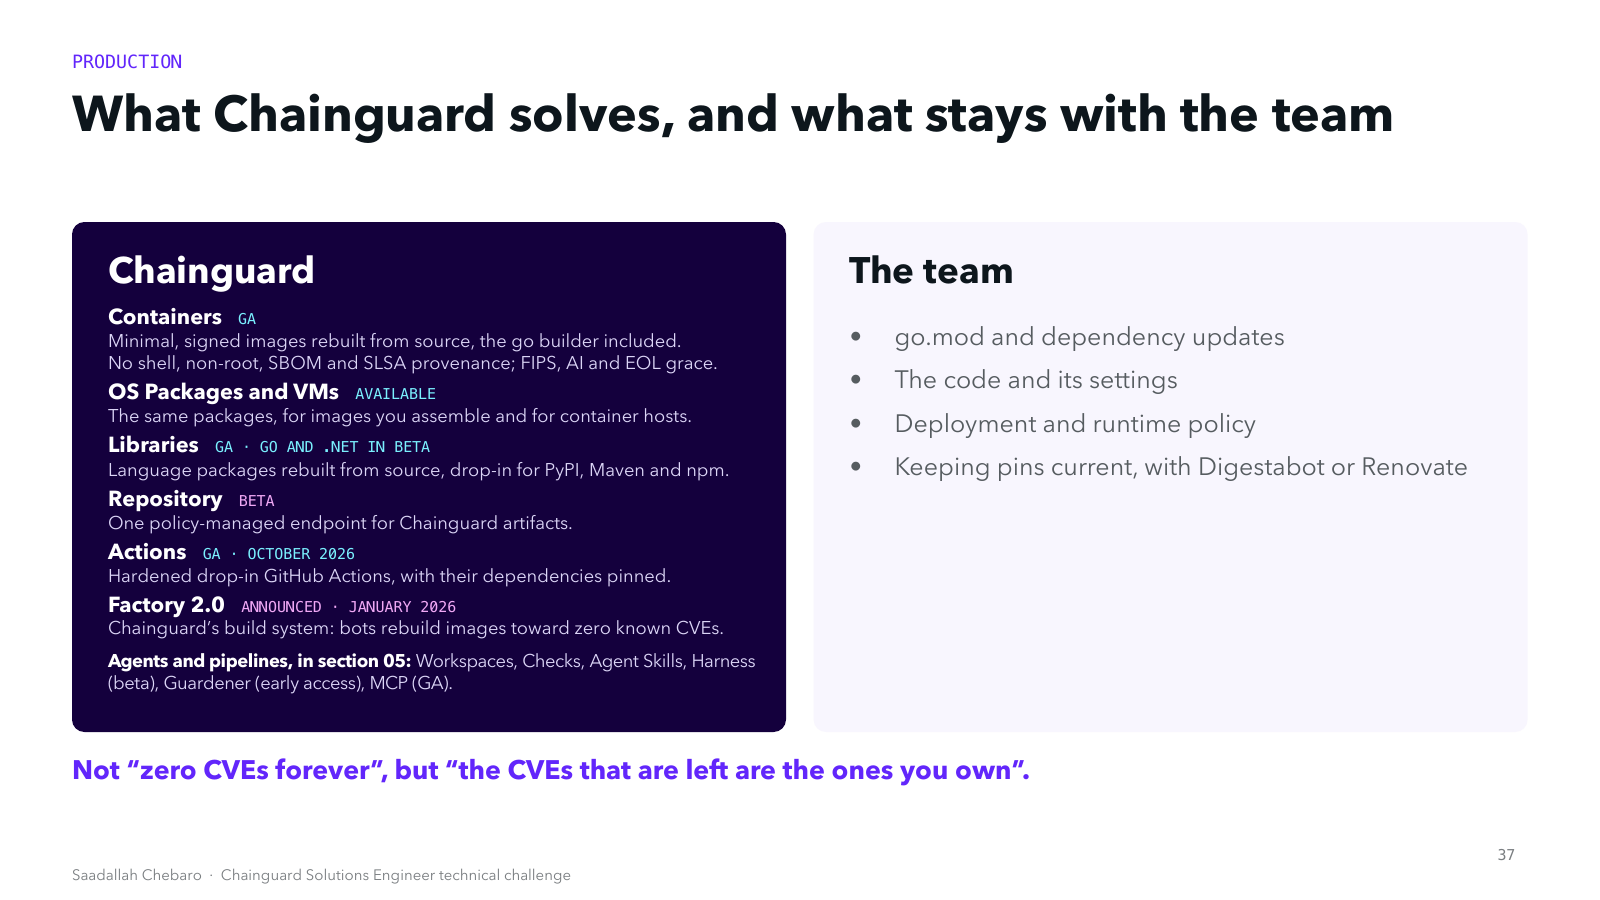 PRODUCTION
What Chainguard solves, and what stays with the team
Chainguard
Containers GA
Minimal, signed images rebuilt from source, the go builder included.
No shell, non-root, SBOM and SLSA provenance; FIPS, AI and EOL grace.
OS Packages and VMs AVAILABLE
The same packages, for images you assemble and for container hosts.
Libraries GA · GO AND .NET IN BETA
Language packages rebuilt from source, drop-in for PyPI, Maven and npm.
Repository BETA
One policy-managed endpoint for Chainguard artifacts.
Actions GA · OCTOBER 2026
Hardened drop-in GitHub Actions, with their dependencies pinned.
Factory 2.0 ANNOUNCED · JANUARY 2026
Chainguard’s build system: bots rebuild images toward zero known CVEs.
Agents and pipelines, in section 05: Workspaces, Checks, Agent Skills, Harness
(beta), Guardener (early access), MCP (GA).
The team
• go.mod and dependency updates
• The code and its settings
• Deployment and runtime policy
• Keeping pins current, with Digestabot or Renovate
Not “zero CVEs forever”, but “the CVEs that are left are the ones you own”.
37
Saadallah Chebaro · Chainguard Solutions Engineer technical challenge